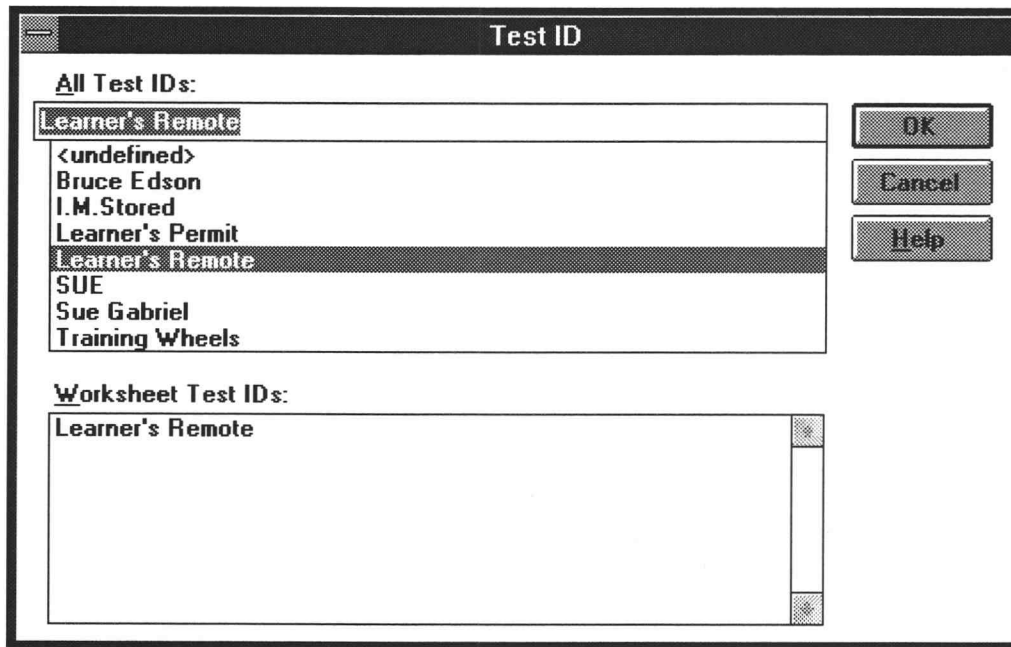 Test ID
All Test IDs:
Learner's Remote
<undefined>
Bruce Edson
I.M.Stored
Learner's Permit
Learner's Remote
SUE
Sue Gabriel
Training Wheels
Worksheet Test IDs:
Learner's Remote
OK
Cancel
Help